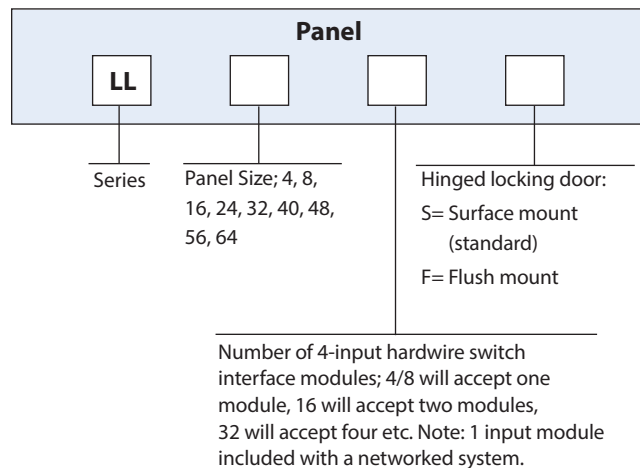 Panel
LL
Series
Panel Size; 4, 8,
16, 24, 32, 40, 48,
56, 64
Hinged locking door:
S= Surface mount
(standard)
F= Flush mount
Number of 4-input hardwire switch
interface modules; 4/8 will accept one
module, 16 will accept two modules,
32 will accept four etc. Note: 1 input module
included with a networked system.